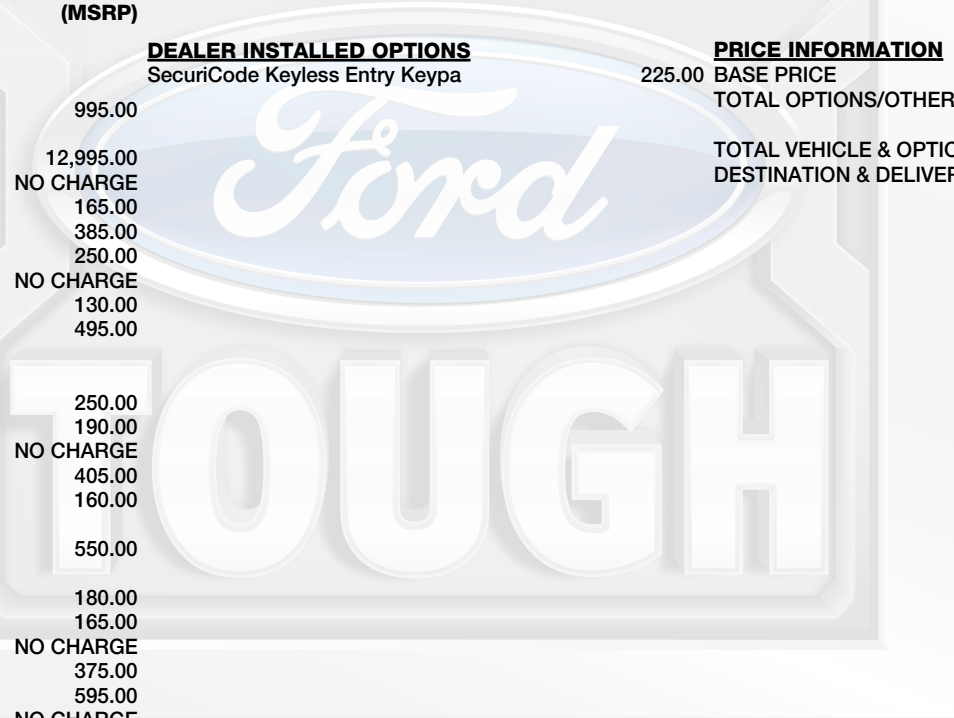 (MSRP)
DEALER INSTALLED OPTIONS
SecuriCode Keyless Entry Keypa 225.00
PRICE INFORMATION
BASE PRICE
TOTAL OPTIONS/OTHER
TOTAL VEHICLE & OPTIO
DESTINATION & DELIVER
995.00
12,995.00
NO CHARGE
165.00
385.00
250.00
NO CHARGE
130.00
495.00
250.00
190.00
NO CHARGE
405.00
160.00
550.00
180.00
165.00
NO CHARGE
375.00
595.00
NO CHARGE
Ford
TOUGH